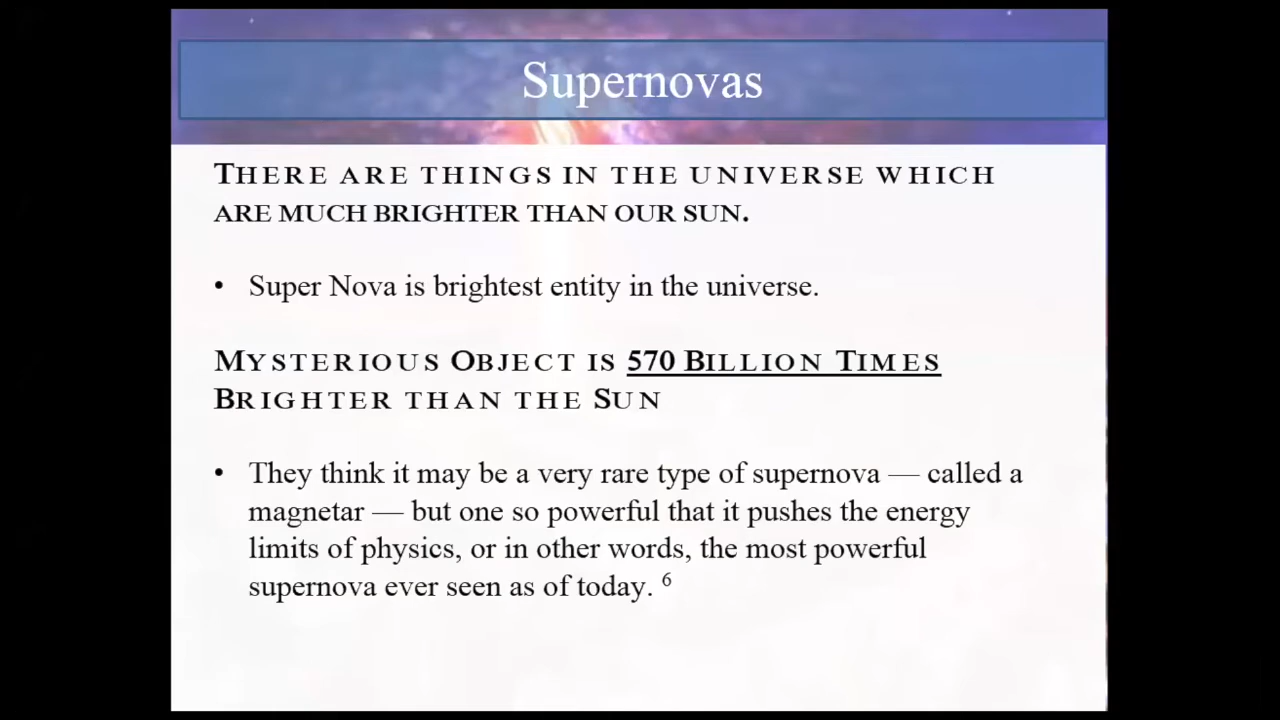 Supernovas
THERE ARE THINGS IN THE UNIVERSE WHICH
ARE MUCH BRIGHTER THAN OUR SUN.
• Super Nova is brightest entity in the universe.
MYSTERIOUS OBJECT IS 570 BILLION TIMES
BRIGHTER THAN THE SUN
• They think it may be a very rare type of supernova — called a
magnetar — but one so powerful that it pushes the energy
limits of physics, or in other words, the most powerful
supernova ever seen as of today. 6